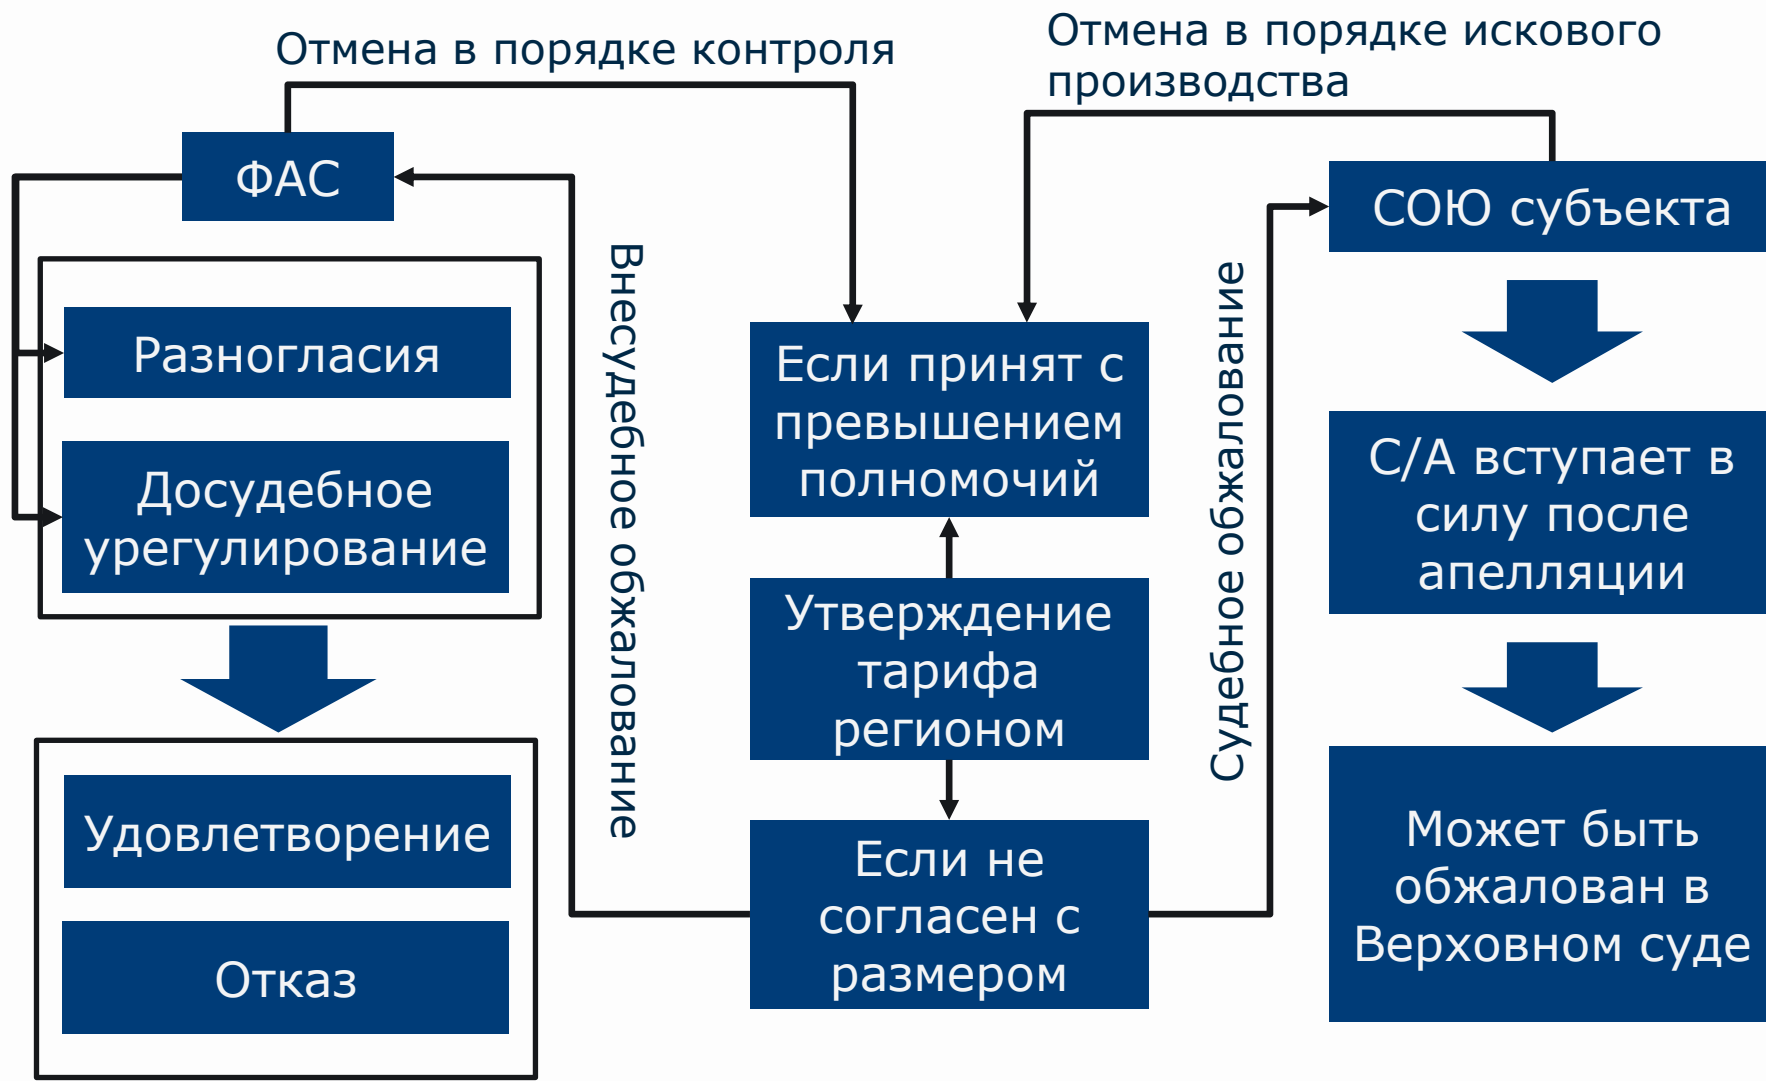 Отмена в порядке контроля
Отмена в порядке искового
производства
ФАС
СОЮ субъекта
Разногласия
Досудебное
урегулирование
Удовлетворение
Отказ
Внесудебное обжалование
Если принят с
превышением
полномочий
Утверждение
тарифа
регионом
Если не
согласен с
размером
Судебное обжалование
С/А вступает в
силу после
апелляции
Может быть
обжалован в
Верховном суде